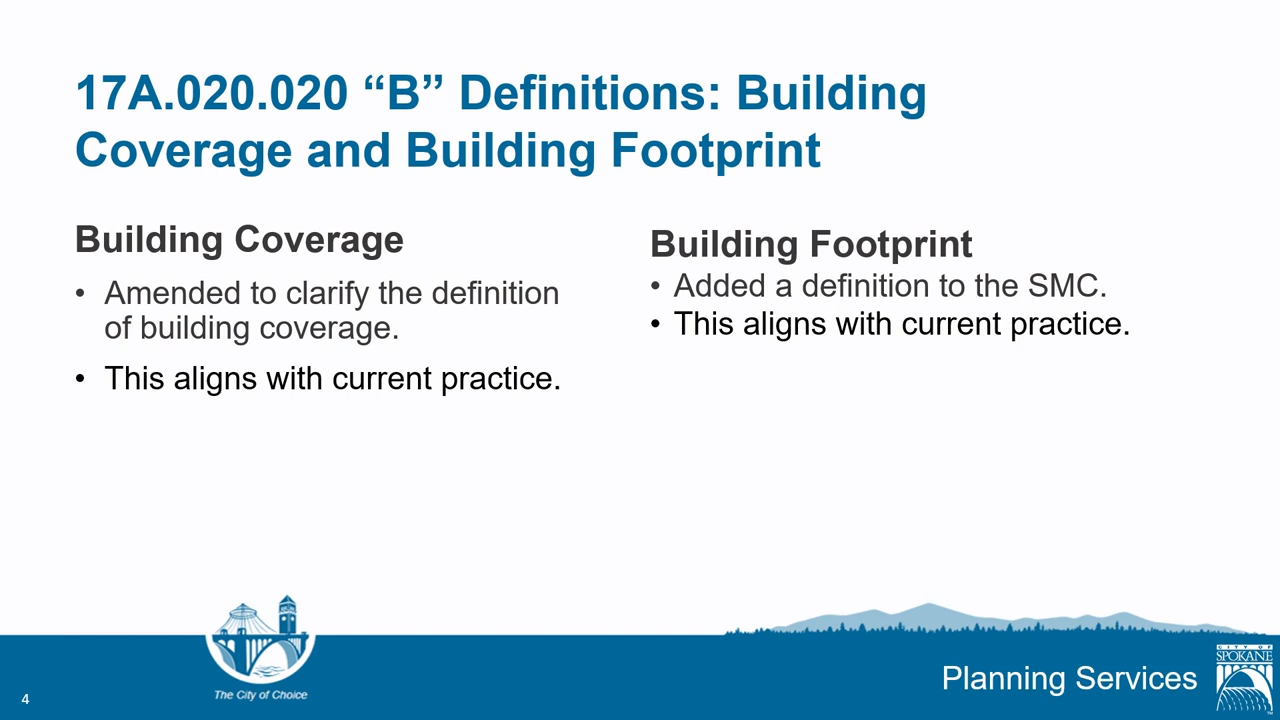 17A.020.020 “B” Definitions: Building
Coverage and Building Footprint
Building Coverage
• Amended to clarify the definition
of building coverage.
• This aligns with current practice.
Building Footprint
• Added a definition to the SMC.
• This aligns with current practice.
4
The City of Choice
Planning Services
CITY OF
SPOKANE